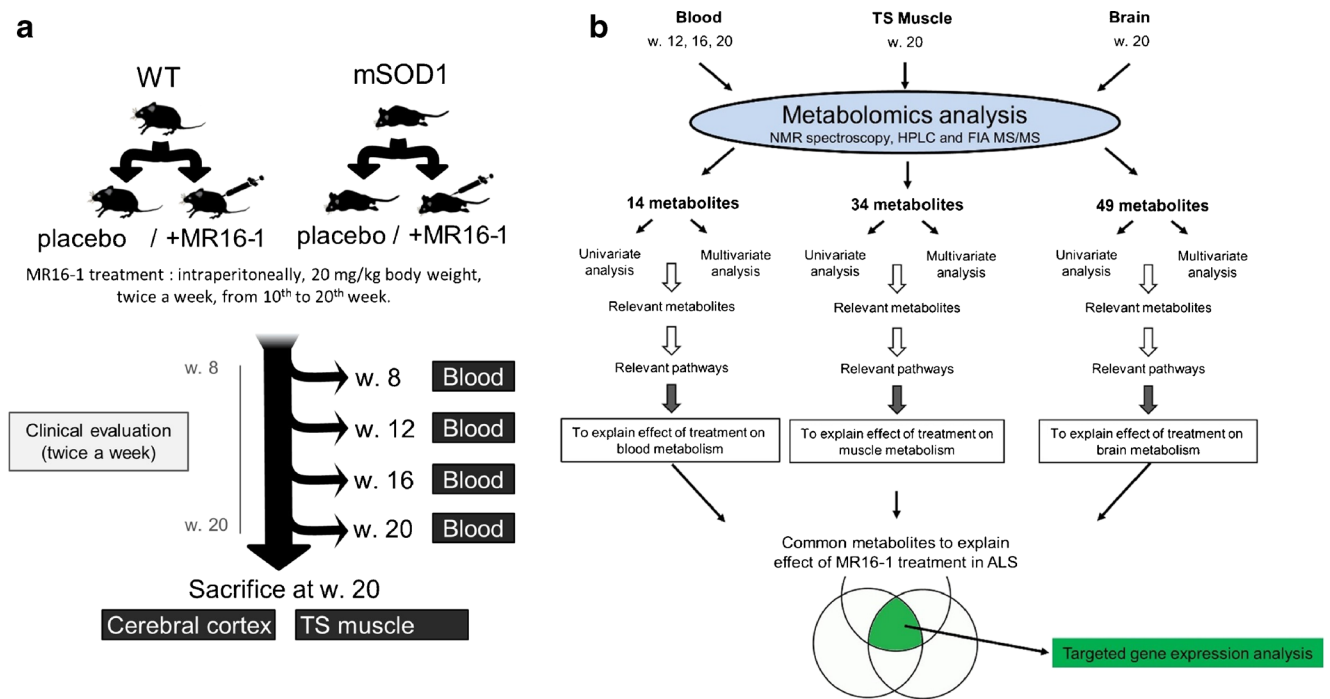 a
WT
mSOD1
placebo / +MR16-1
placebo / +MR16-1
MR16-1 treatment : intraperitoneally, 20 mg/kg body weight,
twice a week, from 10th to 20th week.
w. 8
Clinical evaluation
(twice a week)
w. 20
w. 8 Blood
w. 12 Blood
w. 16 Blood
w. 20 Blood
Sacrifice at w. 20
Cerebral cortex
TS muscle
b
Blood
w. 12, 16, 20
TS Muscle
w. 20
Brain
w. 20
Metabolomics analysis
NMR spectroscopy, HPLC and FIA MS/MS
14 metabolites
Univariate
analysis
Multivariate
analysis
Relevant metabolites
Relevant pathways
To explain effect of treatment on
blood metabolism
34 metabolites
Univariate
analysis
Multivariate
analysis
Relevant metabolites
Relevant pathways
To explain effect of treatment on
muscle metabolism
49 metabolites
Univariate
analysis
Multivariate
analysis
Relevant metabolites
Relevant pathways
To explain effect of treatment on
brain metabolism
Common metabolites to explain
effect of MR16-1 treatment in ALS
Targeted gene expression analysis